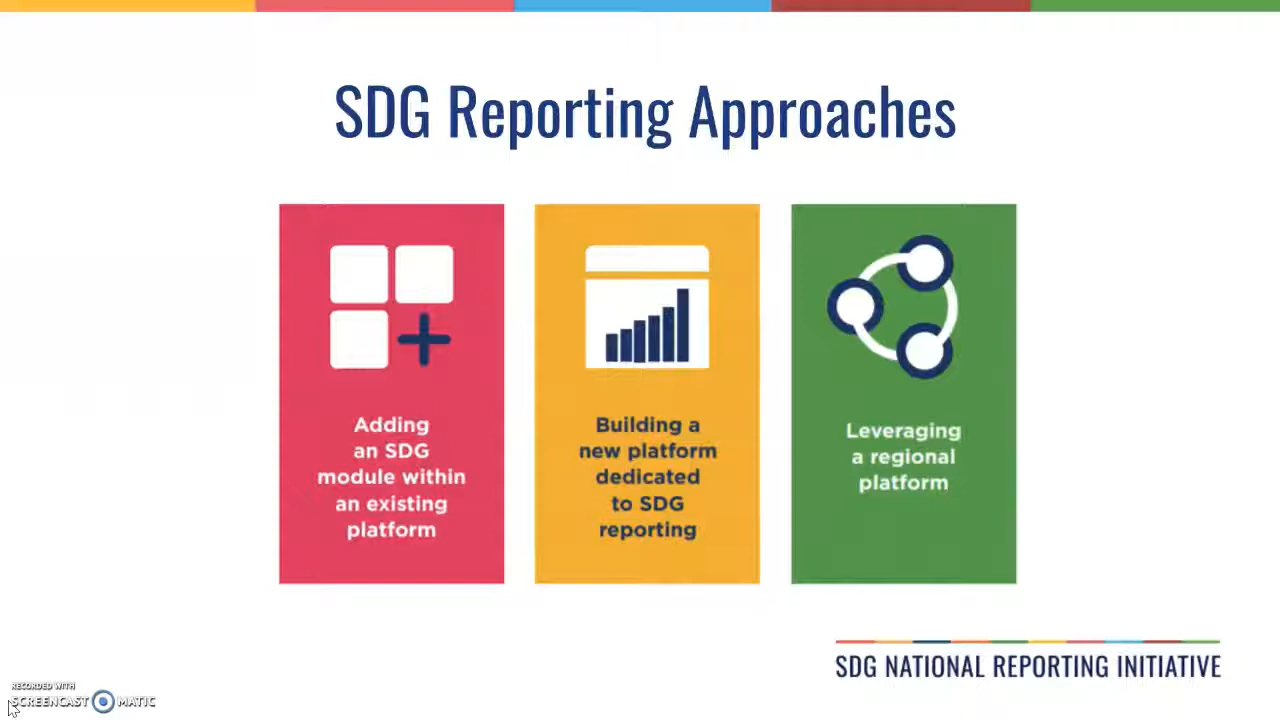 SDG Reporting Approaches
Adding
an SDG
module within
an existing
platform
Building a
new platform
dedicated
to SDG
reporting
Leveraging
a regional
platform
SDG NATIONAL REPORTING INITIATIVE
RECORDED WITH
SCREENCAST MATIC